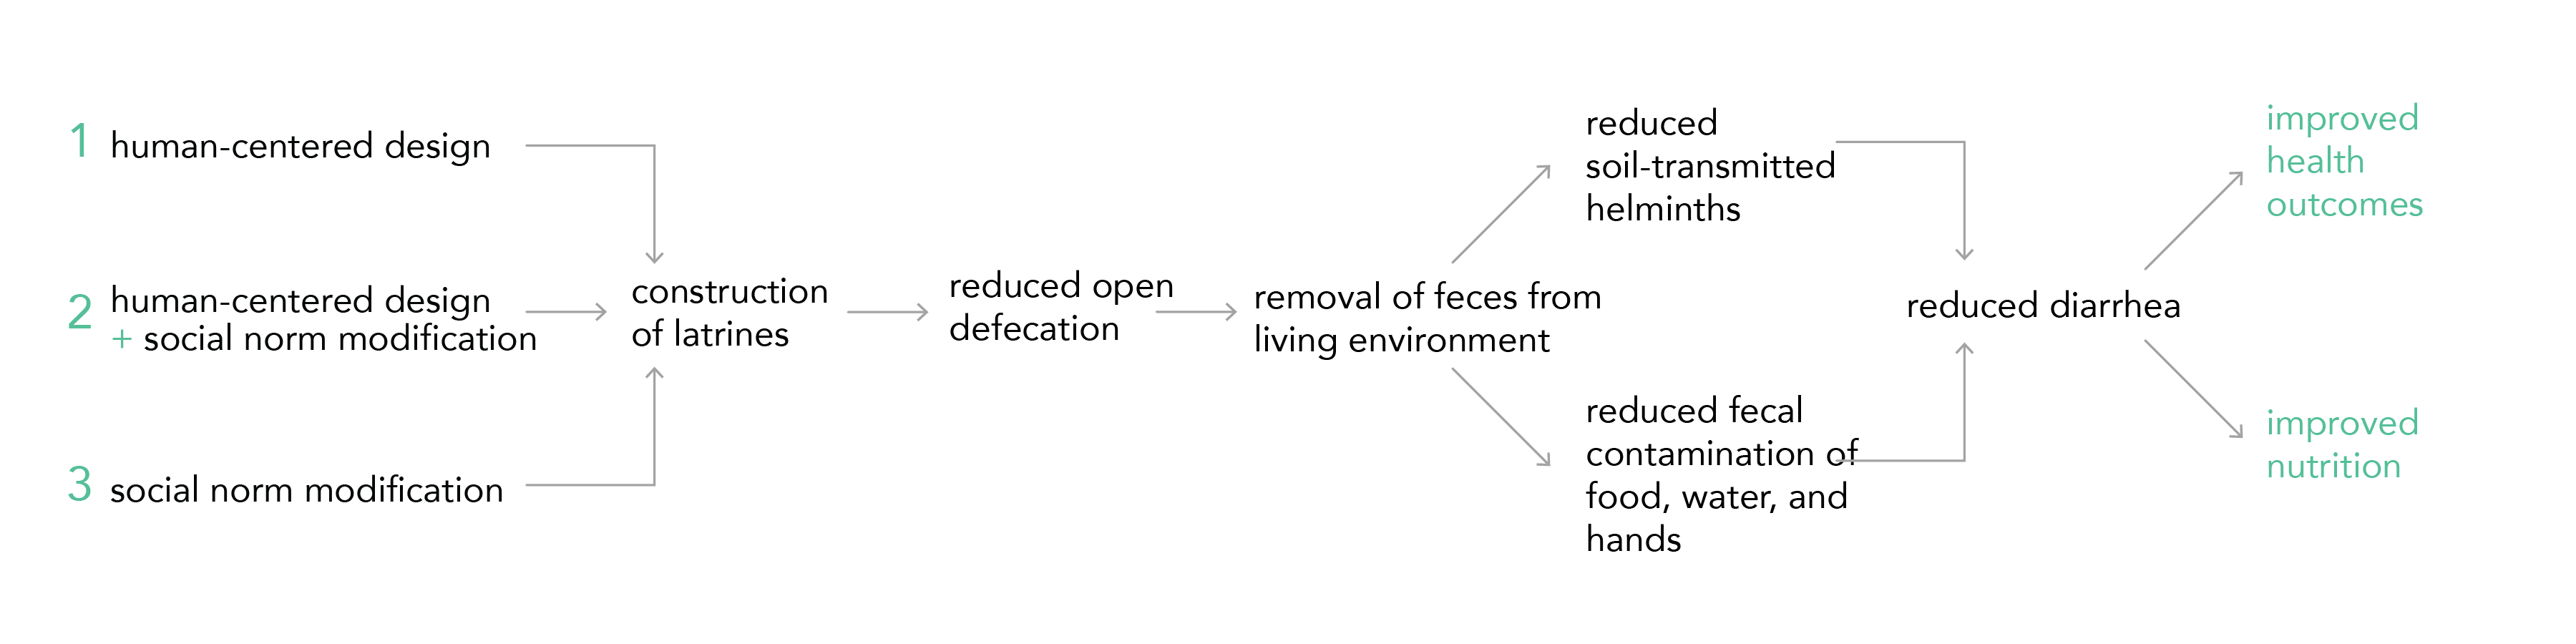 1 human-centered design
2 human-centered design
+ social norm modification
3 social norm modification
construction
of latrines
reduced open
defecation
removal of feces from
living environment
reduced
soil-transmitted
helminths
reduced fecal
contamination of
food, water, and
hands
reduced diarrhea
improved
health
outcomes
improved
nutrition